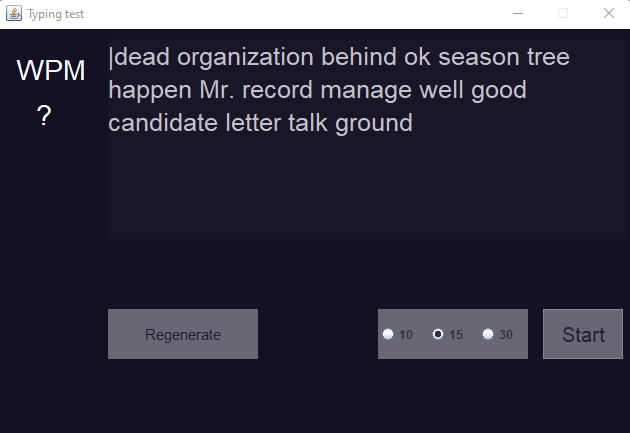 Typing test
WPM
?
|dead organization behind ok season tree
happen Mr. record manage well good
candidate letter talk ground
Regenerate
10 15 30
Start